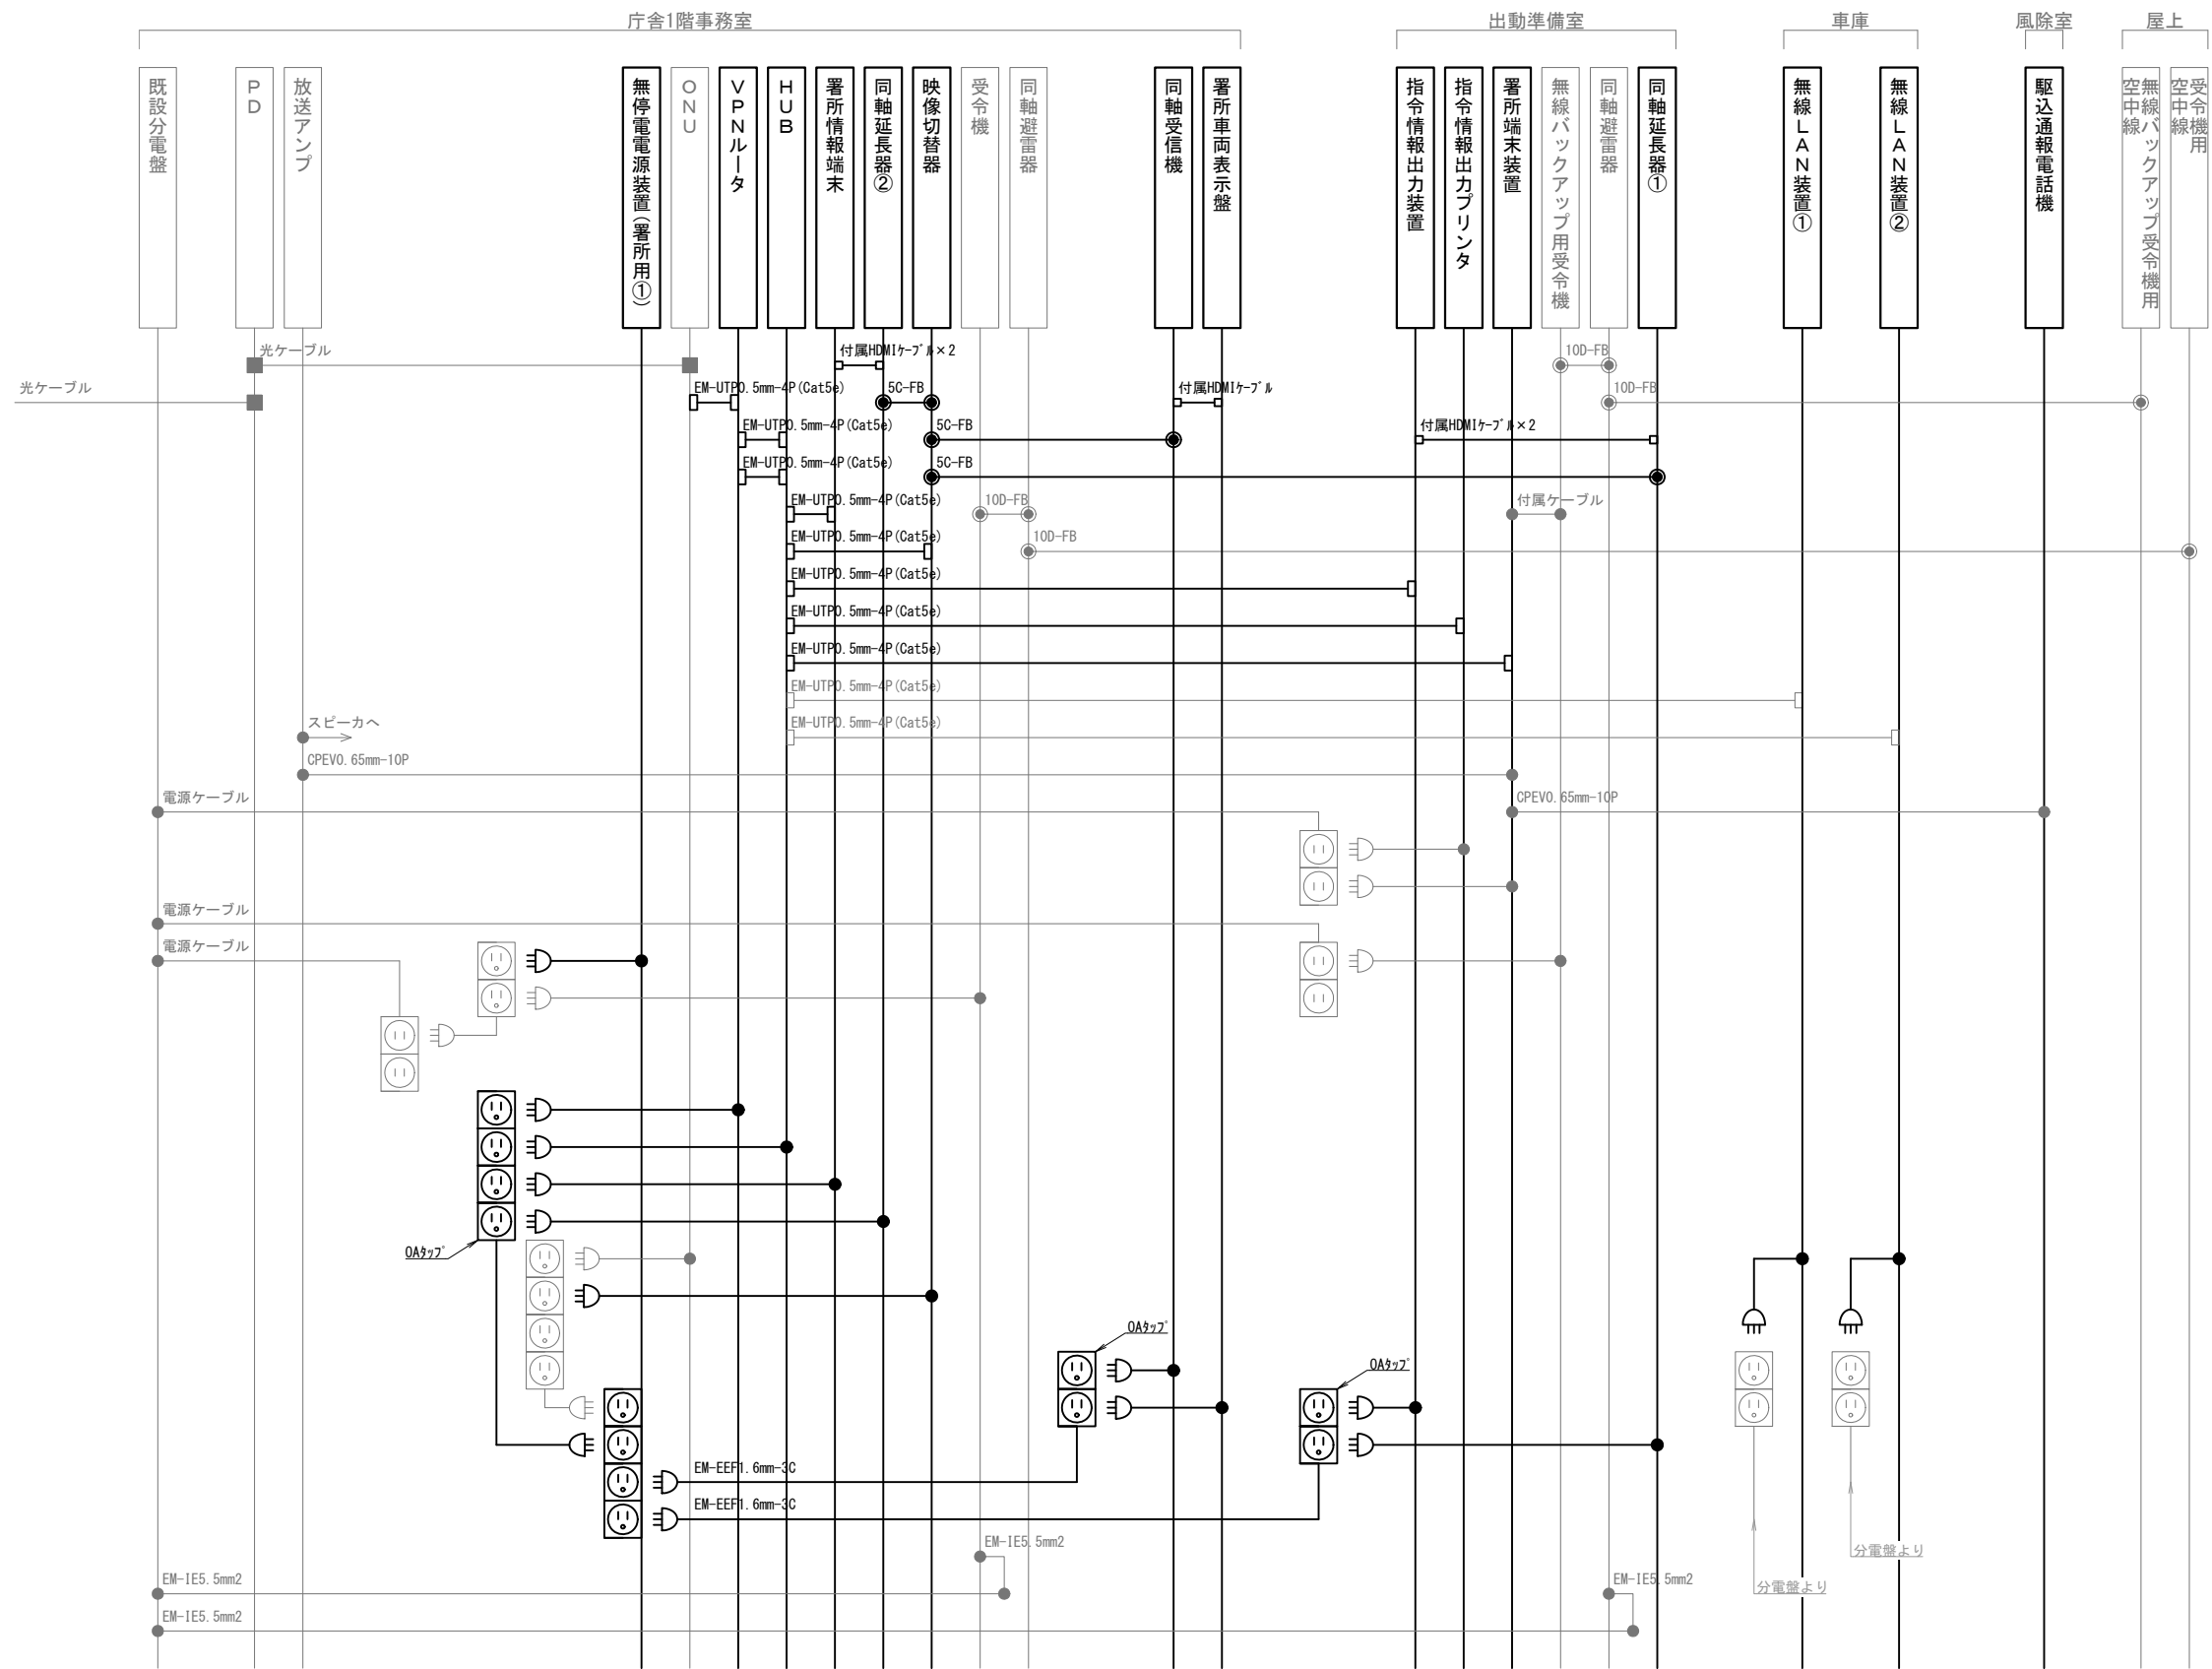 庁舎1階事務室
出動準備室
車庫
風除室
屋上
既設分電盤
PD
放送アンプ
無停電電源装置(署所用①)
ONU
VPNルータ
HUB
署所情報端末
同軸延長器②
映像切替器
受令機
同軸避雷器
同軸受信機
署所車両表示盤
指令情報出力装置
指令情報出力プリンタ
署所端末装置
無線バックアップ用受令機
同軸避雷器
同軸延長器①
無線LAN装置①
無線LAN装置②
駆込通報電話機
無線バックアップ受令機用
空中線
受令機用
空中線
光ケーブル
付属HDMIケーブル×2
10D-FB
光ケーブル
EM-UTP0.5mm-4P(Cat5e)
5C-FB
付属HDMIケーブル
10D-FB
EM-UTP0.5mm-4P(Cat5e)
5C-FB
付属HDMIケーブル×2
EM-UTP0.5mm-4P(Cat5e)
5C-FB
EM-UTP0.5mm-4P(Cat5e)
10D-FB
付属ケーブル
EM-UTP0.5mm-4P(Cat5e)
10D-FB
EM-UTP0.5mm-4P(Cat5e)
EM-UTP0.5mm-4P(Cat5e)
EM-UTP0.5mm-4P(Cat5e)
EM-UTP0.5mm-4P(Cat5e)
スピーカへ
EM-UTP0.5mm-4P(Cat5e)
CPEV0.65mm-10P
電源ケーブル
CPEV0.65mm-10P
電源ケーブル
電源ケーブル
OAタップ
OAタップ
OAタップ
EM-EEF1.6mm-3C
EM-EEF1.6mm-3C
EM-IE5.5mm2
分電盤より
EM-IE5.5mm2
EM-IE5.5mm2
分電盤より
EM-IE5.5mm2